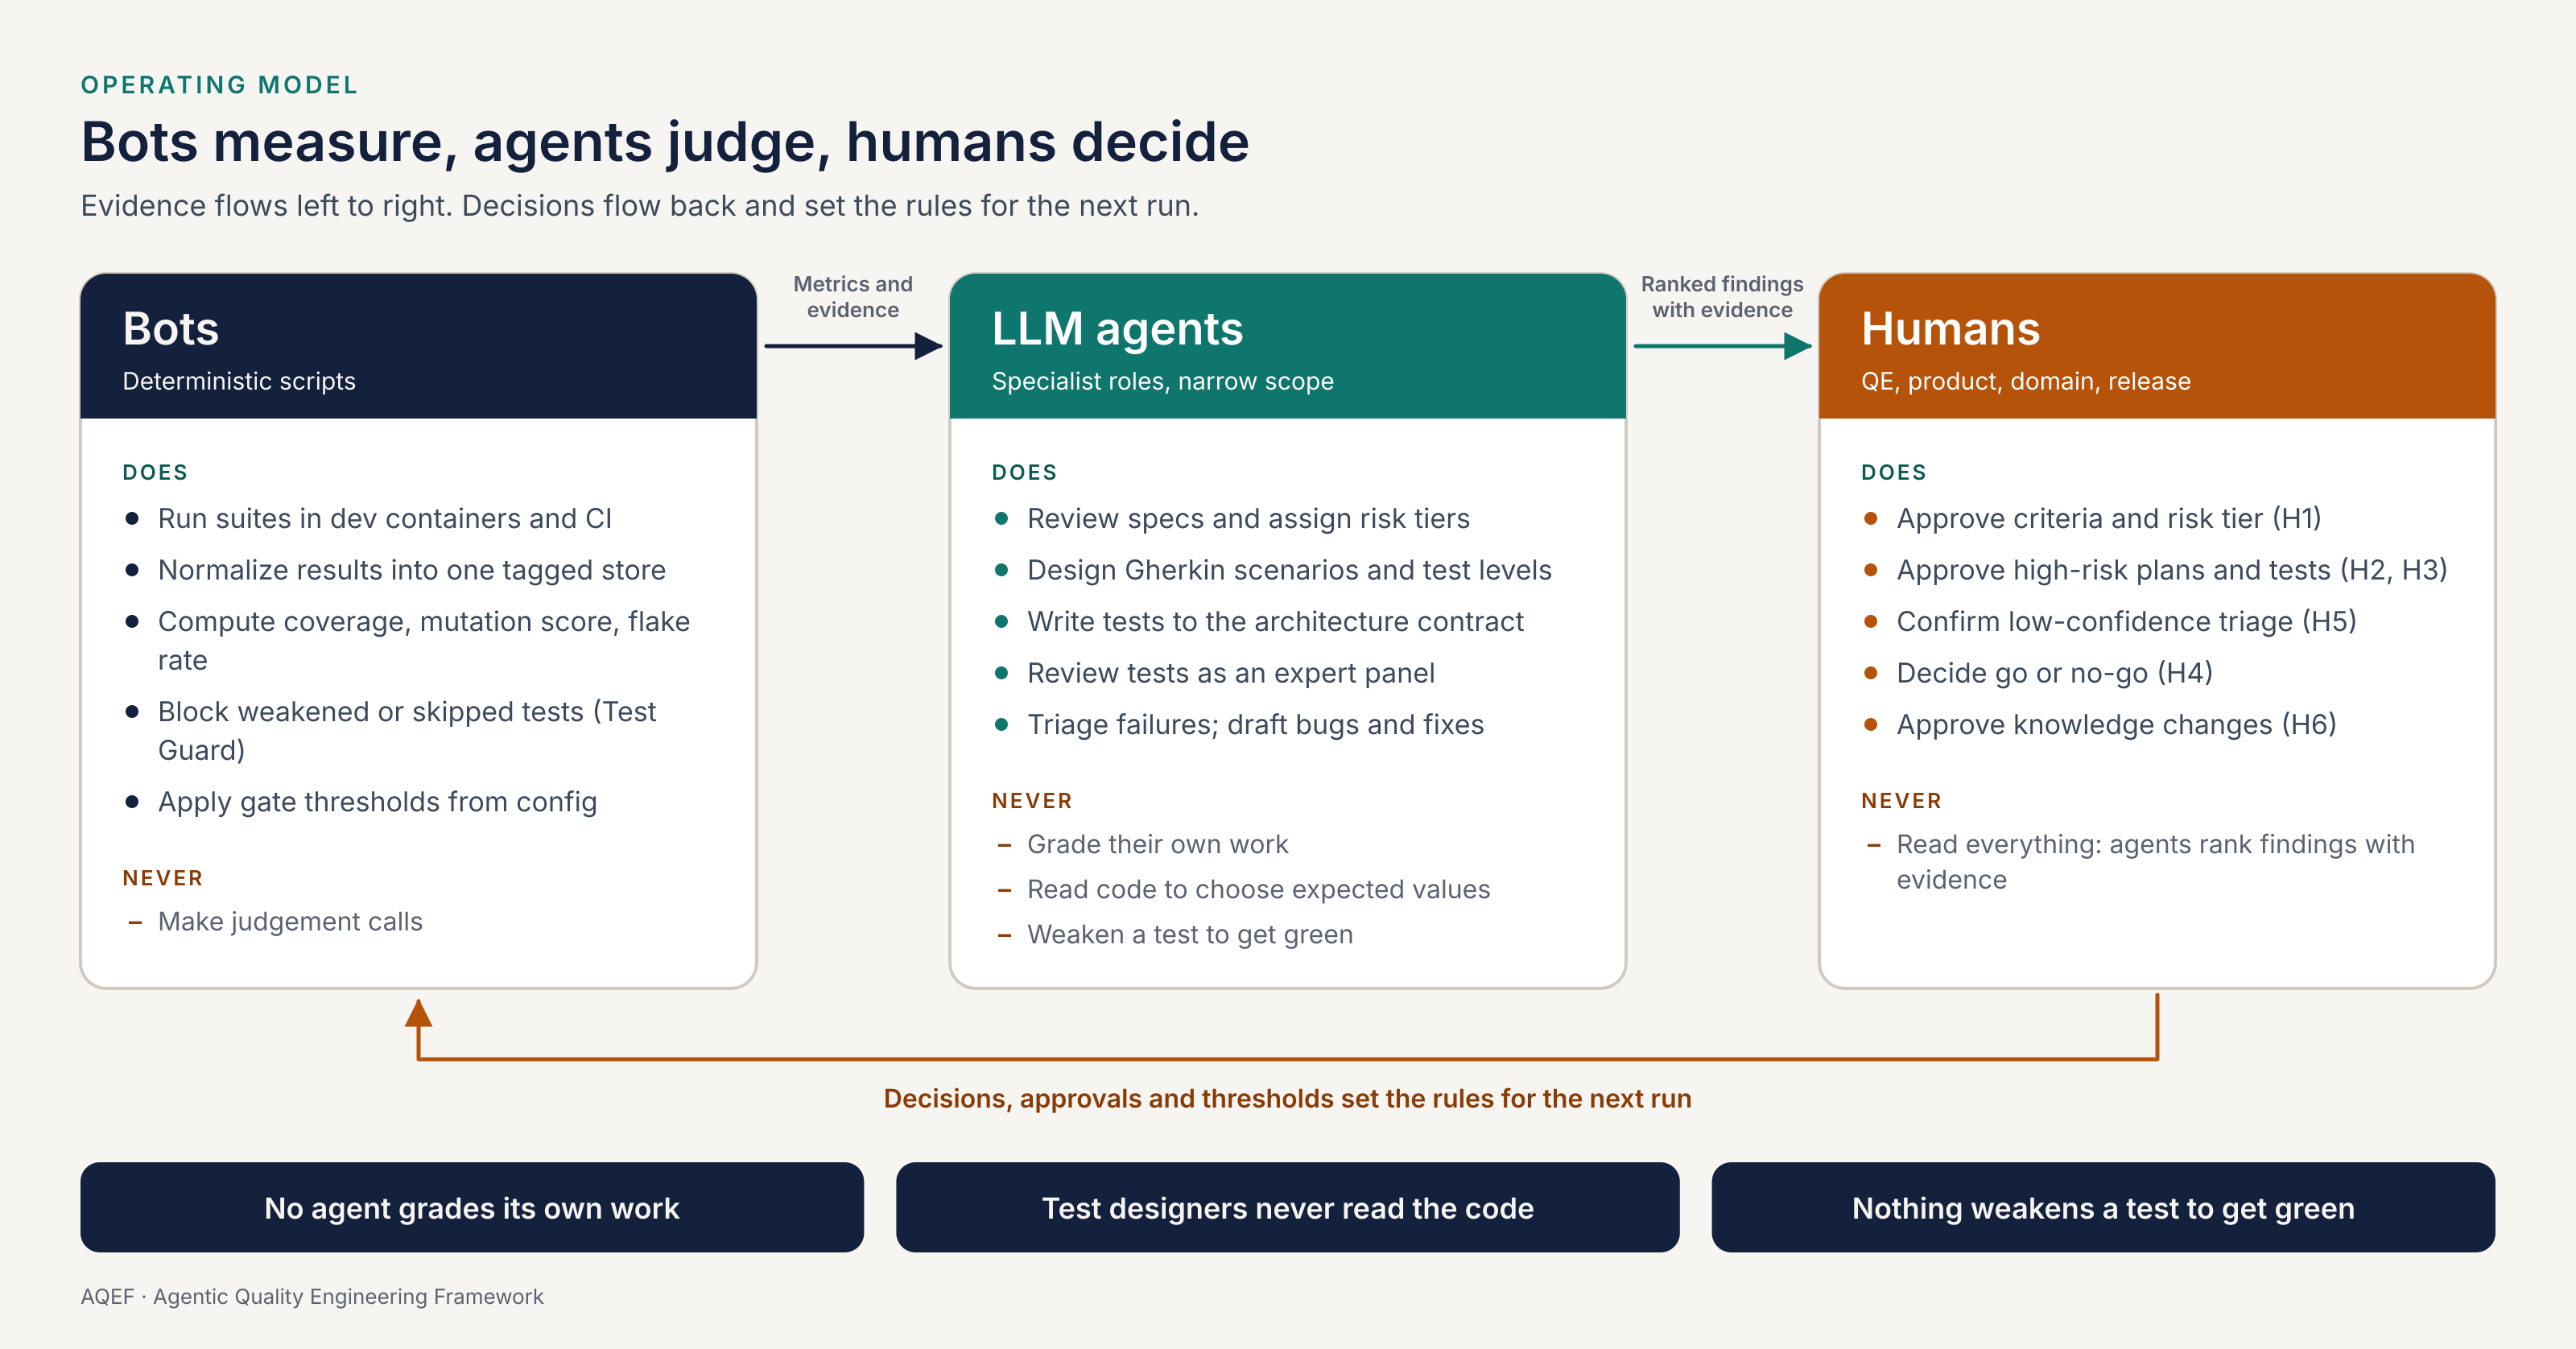 OPERATING MODEL
Bots measure, agents judge, humans decide
Evidence flows left to right. Decisions flow back and set the rules for the next run.
Bots
Deterministic scripts
DOES
Run suites in dev containers and CI
Normalize results into one tagged store
Compute coverage, mutation score, flake
rate
Block weakened or skipped tests (Test
Guard)
Apply gate thresholds from config
NEVER
– Make judgement calls
Metrics and
evidence
LLM agents
Specialist roles, narrow scope
DOES
Review specs and assign risk tiers
Design Gherkin scenarios and test levels
Write tests to the architecture contract
Review tests as an expert panel
Triage failures; draft bugs and fixes
NEVER
– Grade their own work
– Read code to choose expected values
– Weaken a test to get green
Ranked findings
with evidence
Humans
QE, product, domain, release
DOES
Approve criteria and risk tier (H1)
Approve high-risk plans and tests (H2, H3)
Confirm low-confidence triage (H5)
Decide go or no-go (H4)
Approve knowledge changes (H6)
NEVER
– Read everything: agents rank findings with
evidence
Decisions, approvals and thresholds set the rules for the next run
No agent grades its own work
Test designers never read the code
Nothing weakens a test to get green
AQEF · Agentic Quality Engineering Framework